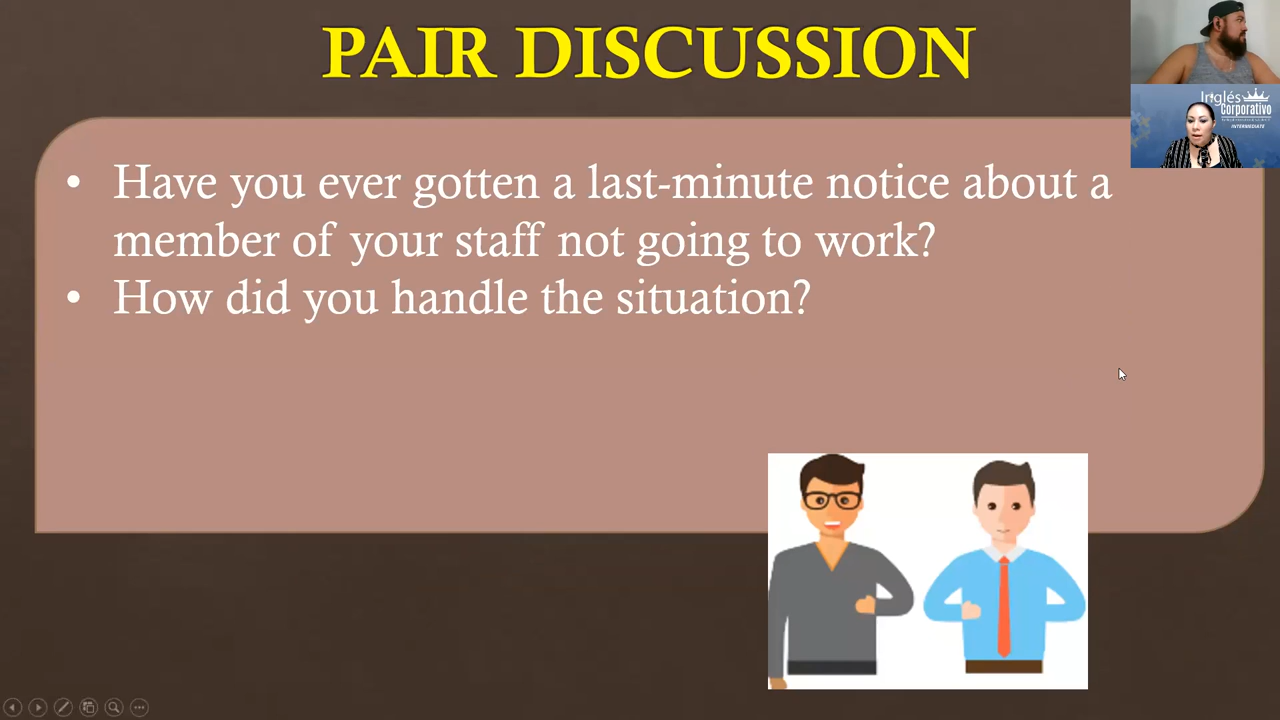 PAIR DISCUSSION
Inglés
Corporativo
INTERMEDIATE
• Have you ever gotten a last-minute notice about a
member of your staff not going to work?
• How did you handle the situation?